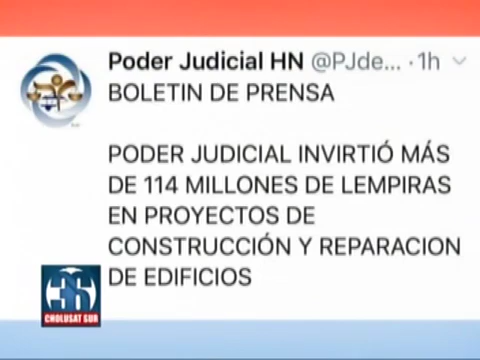 Poder Judicial HN @PJde... · 1h
BOLETIN DE PRENSA
PODER JUDICIAL INVIRTIÓ MÁS
DE 114 MILLONES DE LEMPIRAS
EN PROYECTOS DE
CONSTRUCCIÓN Y REPARACION
DE EDIFICIOS
36
CHOLUSAT SUR